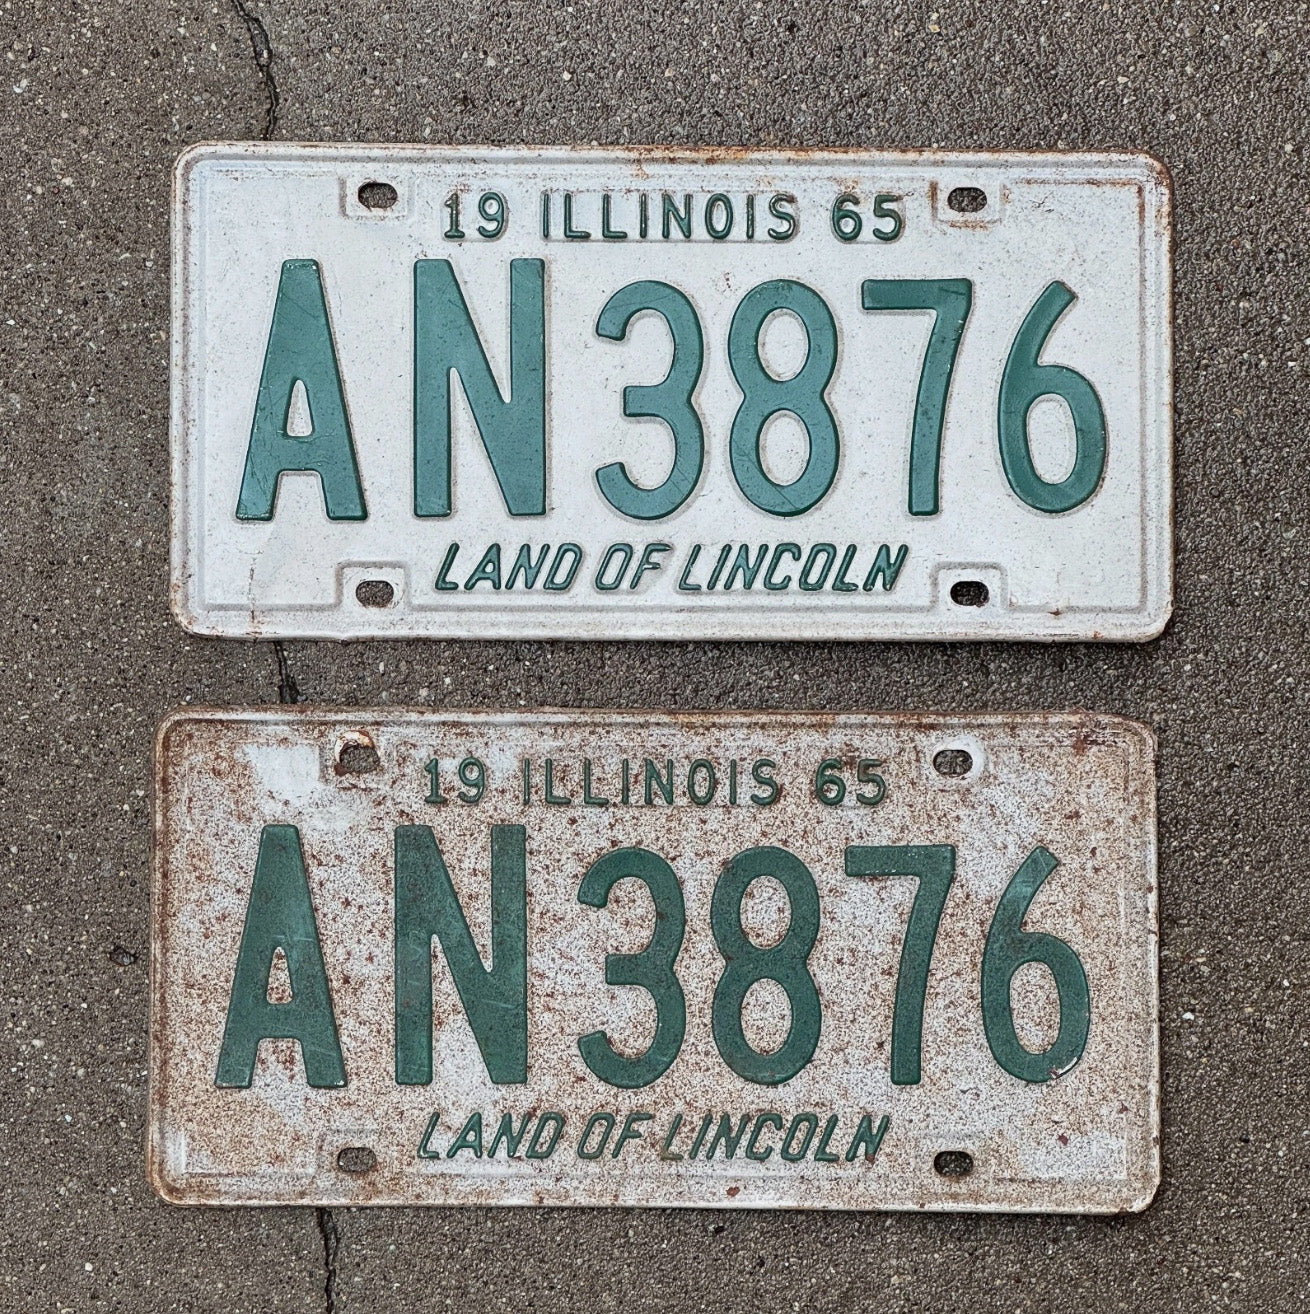 19 ILLINOIS 65
AN3876
LAND OF LINCOLN
19 ILLINOIS 65
AN3876
LAND OF LINCOLN